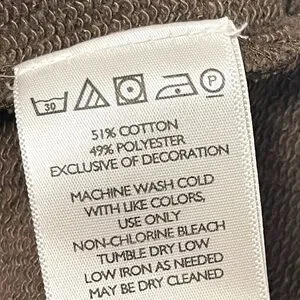 30 P
51% COTTON
49% POLYESTER
EXCLUSIVE OF DECORATION
MACHINE WASH COLD
WITH LIKE COLORS,
USE ONLY
NON-CHLORINE BLEACH
TUMBLE DRY LOW
LOW IRON AS NEEDED
MAY BE DRY CLEANED